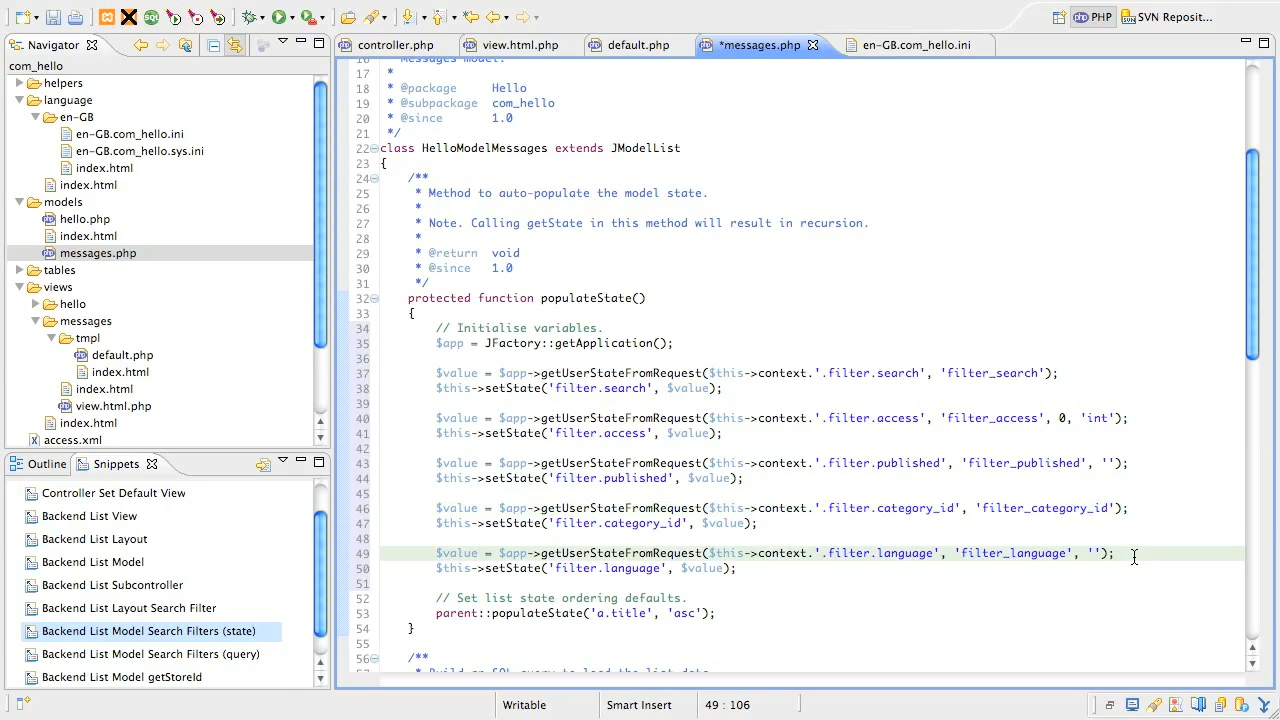 PHP
SVN Reposit...
Navigator
controller.php
view.html.php
default.php
*messages.php
en-GB.com_hello.ini
com_hello
helpers
language
en-GB
en-GB.com_hello.ini
en-GB.com_hello.sys.ini
index.html
index.html
models
hello.php
index.html
messages.php
tables
views
hello
messages
tmpl
default.php
index.html
index.html
view.html.php
index.html
access.xml
Outline
Snippets
Controller Set Default View
Backend List View
Backend List Layout
Backend List Model
Backend List Subcontroller
Backend List Layout Search Filter
Backend List Model Search Filters (state)
Backend List Model Search Filters (query)
Backend List Model getStoreId
16 * Messages model.
17 *
18 * @package Hello
19 * @subpackage com_hello
20 * @since 1.0
21 */
22 class HelloModelMessages extends JModelList
23 {
24 /**
25 * Method to auto-populate the model state.
26 *
27 * Note. Calling getState in this method will result in recursion.
28 *
29 * @return void
30 * @since 1.0
31 */
32 protected function populateState()
33 {
34 // Initialise variables.
35 $app = JFactory::getApplication();
36
37 $value = $app->getUserStateFromRequest($this->context.'.filter.search', 'filter_search');
38 $this->setState('filter.search', $value);
39
40 $value = $app->getUserStateFromRequest($this->context.'.filter.access', 'filter_access', 0, 'int');
41 $this->setState('filter.access', $value);
42
43 $value = $app->getUserStateFromRequest($this->context.'.filter.published', 'filter_published', '');
44 $this->setState('filter.published', $value);
45
46 $value = $app->getUserStateFromRequest($this->context.'.filter.category_id', 'filter_category_id');
47 $this->setState('filter.category_id', $value);
48
49 $value = $app->getUserStateFromRequest($this->context.'.filter.language', 'filter_language', '');
50 $this->setState('filter.language', $value);
51
52 // Set list state ordering defaults.
53 parent::populateState('a.title', 'asc');
54 }
55
56 /**
57 * Build an SQL query to load the list data.
Writable
Smart Insert
49 : 106